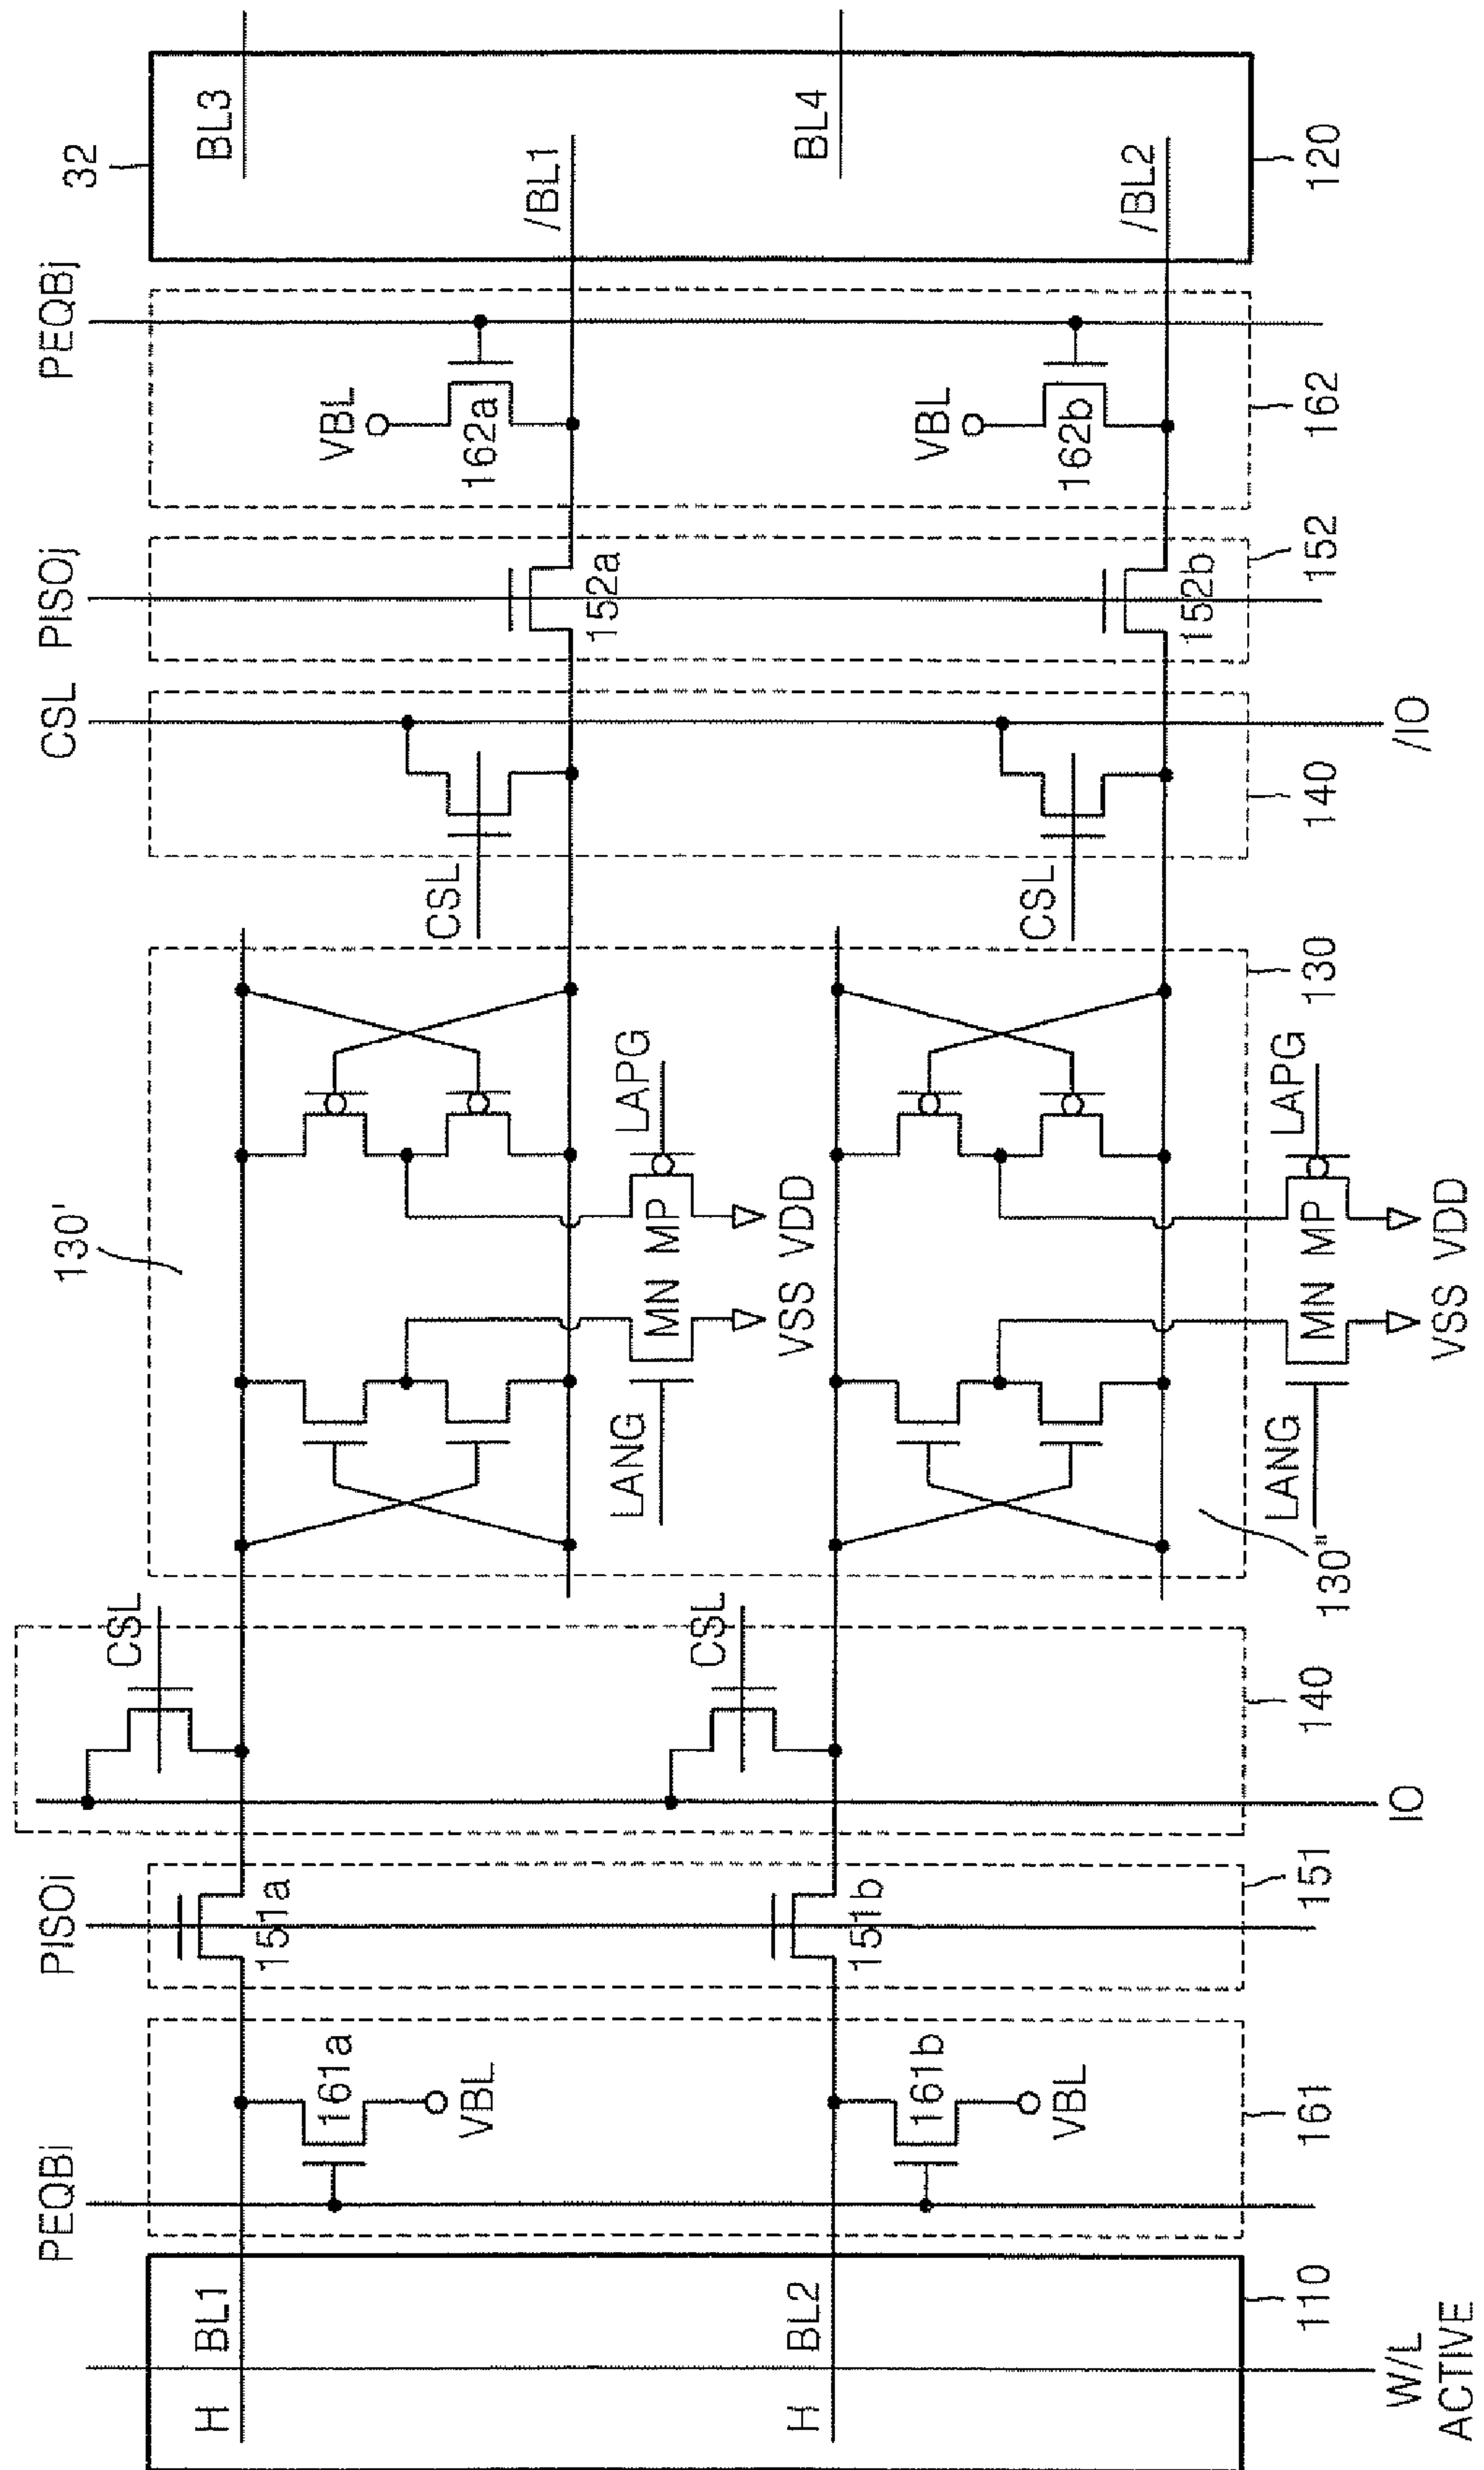 32
BL3
/BL1
BL4
/BL2
120
PEQBj
VBL
162a
VBL
162b
162
PISOj
152a
152b
152
CSL
CSL
CSL
/IO
140
130'
LAPG
MP
VDD
MN
VSS
LANG
130
LAPG
MP
VDD
MN
VSS
LANG
130"
CSL
CSL
IO
140
PISOi
151a
151b
151
PEQBi
161a
VBL
161b
VBL
161
H
BL1
H
BL2
110
W/L
ACTIVE